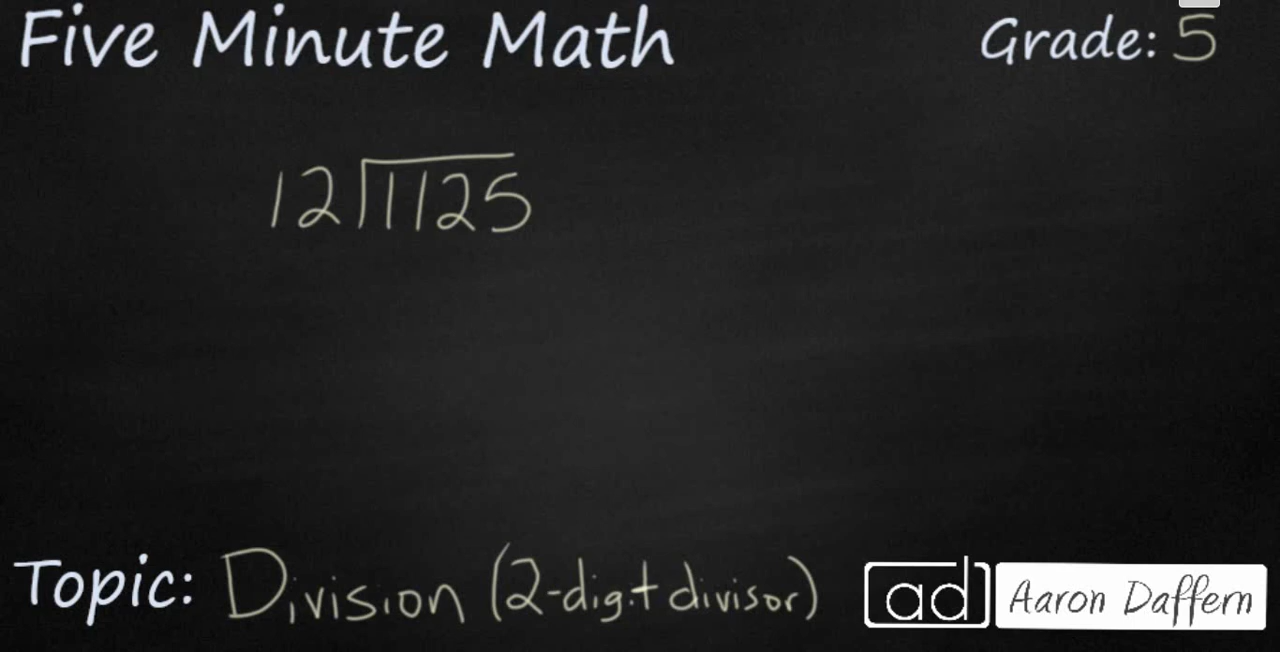 Five Minute Math
Grade: 5
12⟌1125
Topic: Division (2-digit divisor)
ad Aaron Daffern